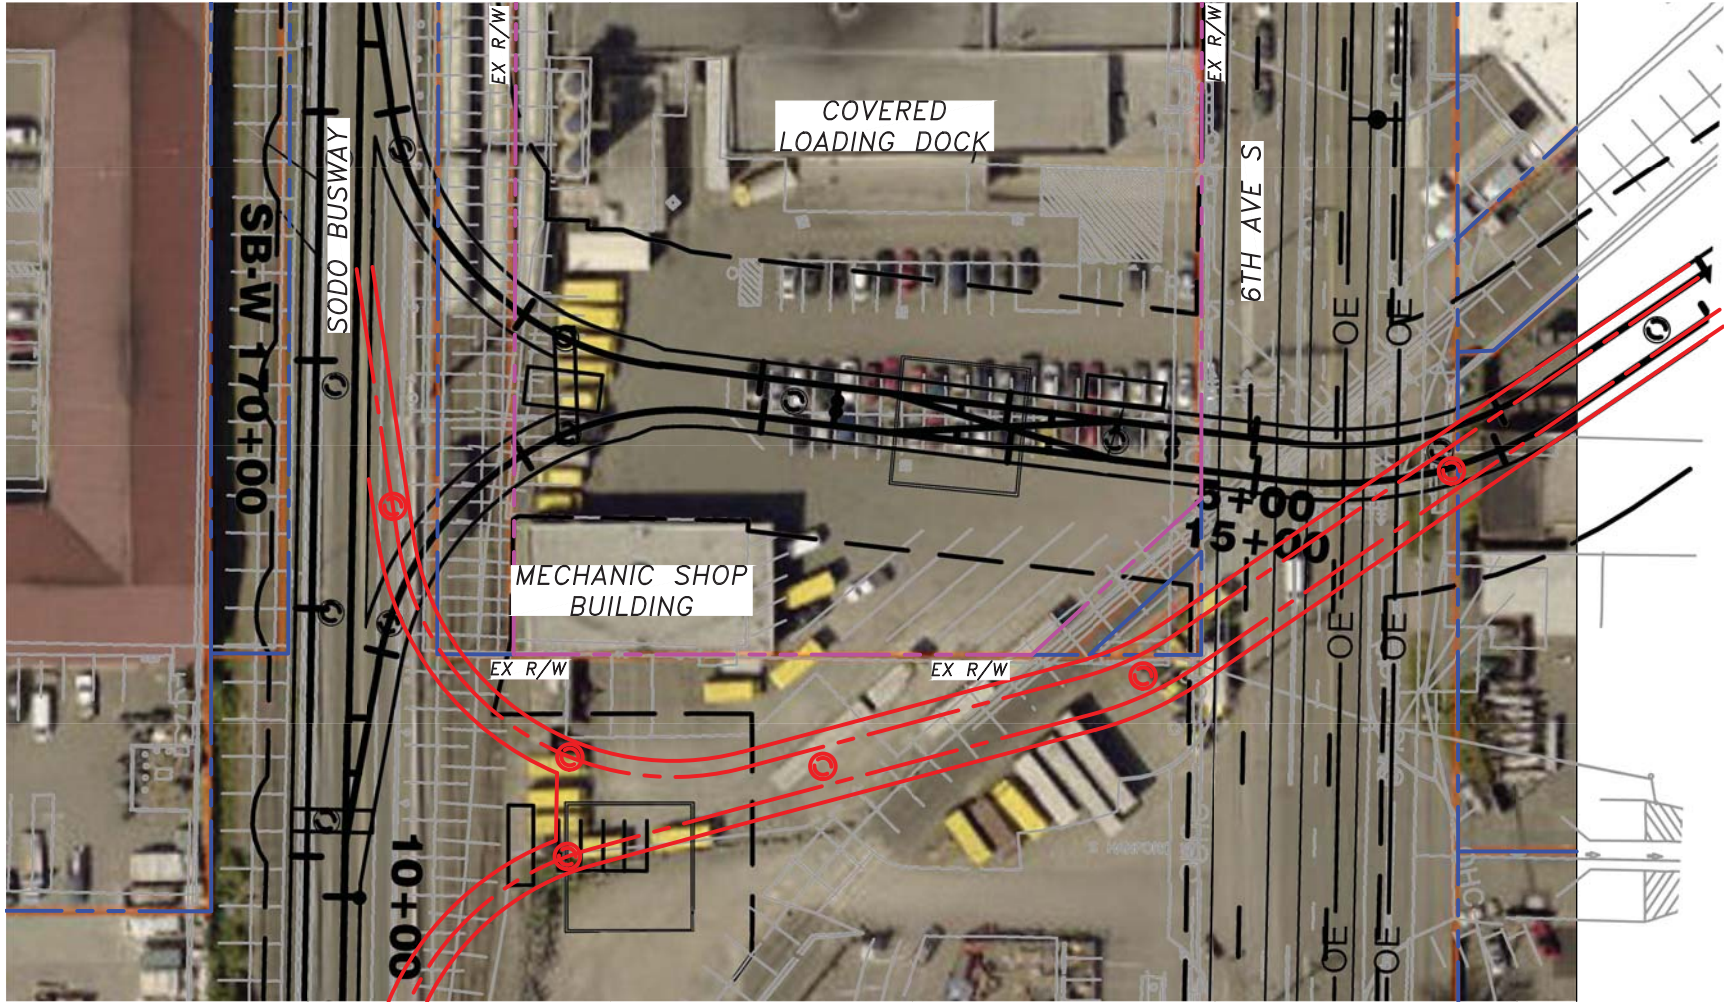 EX R/W
EX R/W
COVERED
LOADING DOCK
SODO BUSWAY
6TH AVE S
SB-W 170+00
OE
OE
5+00
15+00
MECHANIC SHOP
BUILDING
EX R/W
EX R/W
OE
OE
10+00
OE
OE